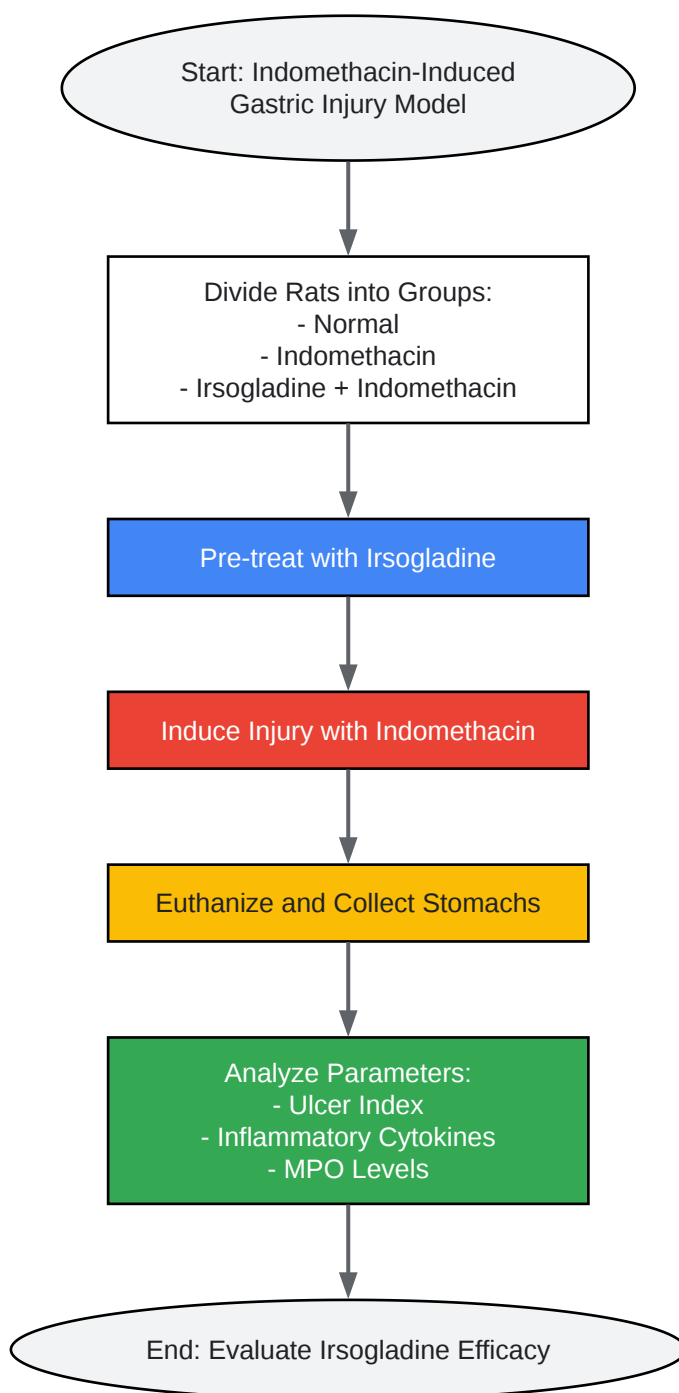 Start: Indomethacin-Induced
Gastric Injury Model
Divide Rats into Groups:
- Normal
- Indomethacin
- Irsogladine + Indomethacin
Pre-treat with Irsogladine
Induce Injury with Indomethacin
Euthanize and Collect Stomachs
Analyze Parameters:
- Ulcer Index
- Inflammatory Cytokines
- MPO Levels
End: Evaluate Irsogladine Efficacy